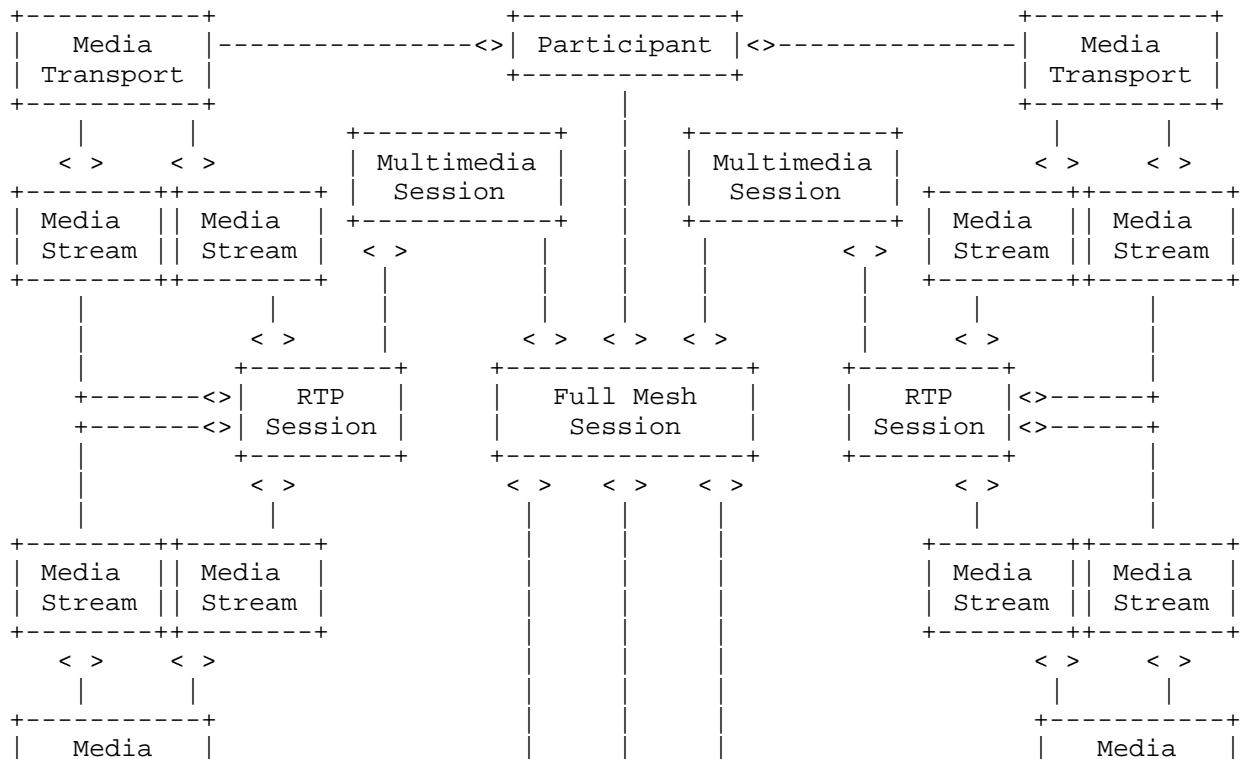 Media Participant Media
Transport Transport
Multimedia Multimedia
Session Session
Media Media Media Media
Stream Stream Stream Stream
RTP Full Mesh RTP
Session Session Session
Media Media Media Media
Stream Stream Stream Stream
Media Media